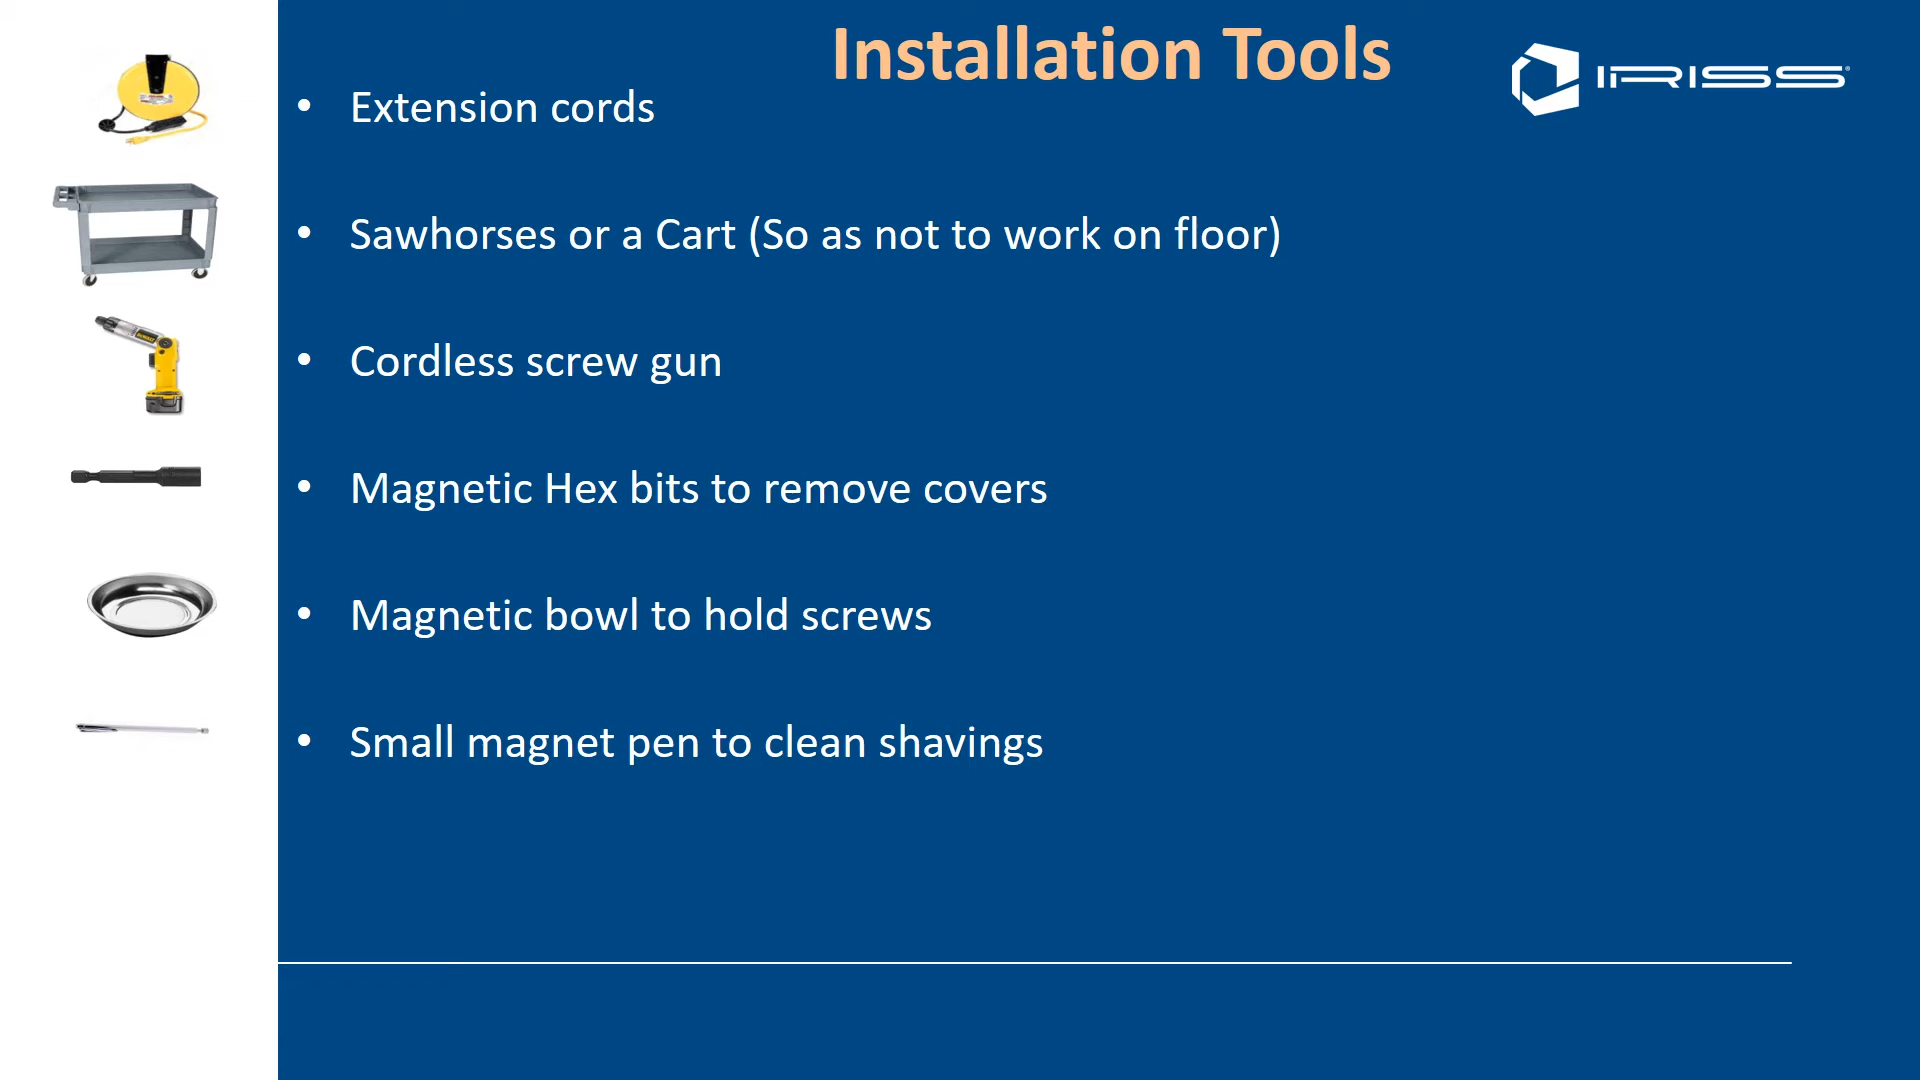 Installation Tools
IRISS
• Extension cords
• Sawhorses or a Cart (So as not to work on floor)
• Cordless screw gun
• Magnetic Hex bits to remove covers
• Magnetic bowl to hold screws
• Small magnet pen to clean shavings